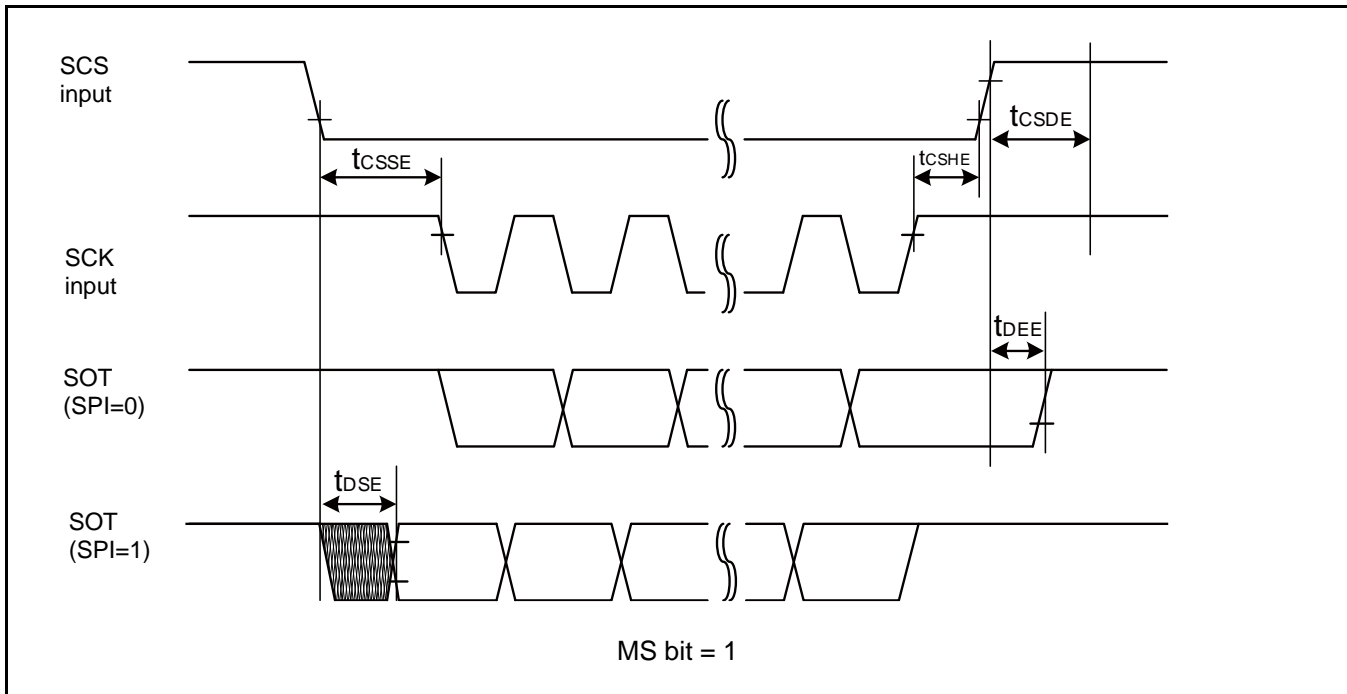 SCS
input
tCSDE
tCSSE
tCSHE
SCK
input
tDEE
SOT
(SPI=0)
tDSE
SOT
(SPI=1)
MS bit = 1